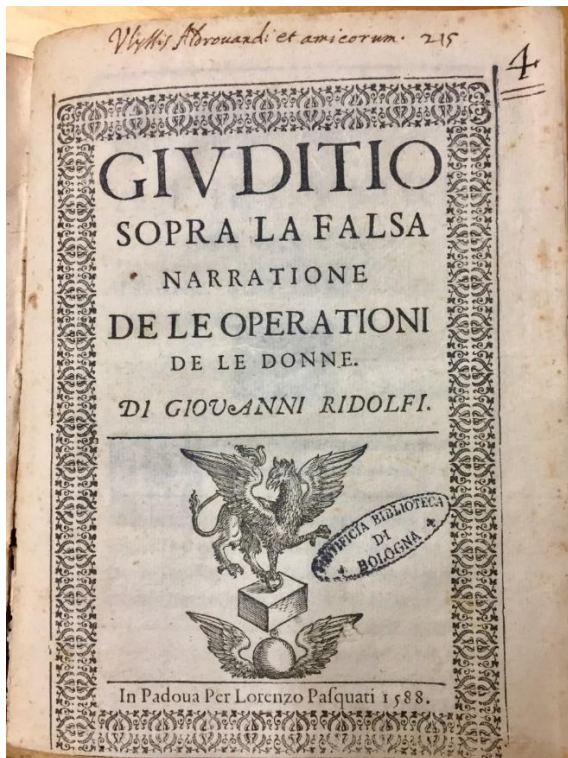 Vlyssis Aldrovandi et amicorum. 215
4
GIVDITIO
SOPRA LA FALSA
NARRATIONE
DE LE OPERATIONI
DE LE DONNE.
DI GIOVANNI RIDOLFI.
PONTIFICIA BIBLIOTECA
DI
BOLOGNA
In Padoua Per Lorenzo Pasquati 1588.